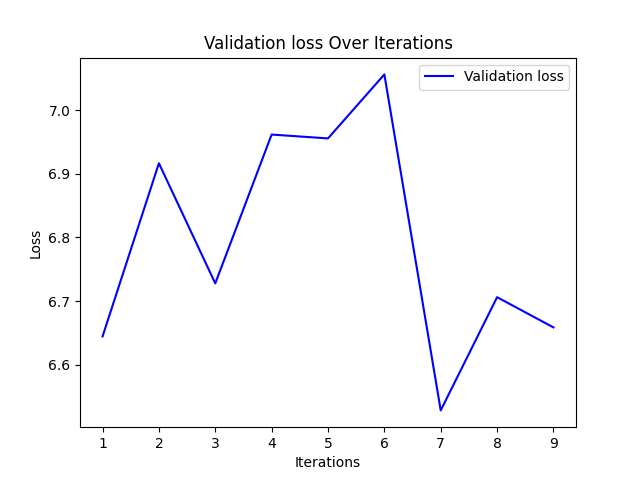 Validation loss Over Iterations
Validation loss
7.0
6.9
6.8
6.7
6.6
Loss
1 2 3 4 5 6 7 8 9
Iterations